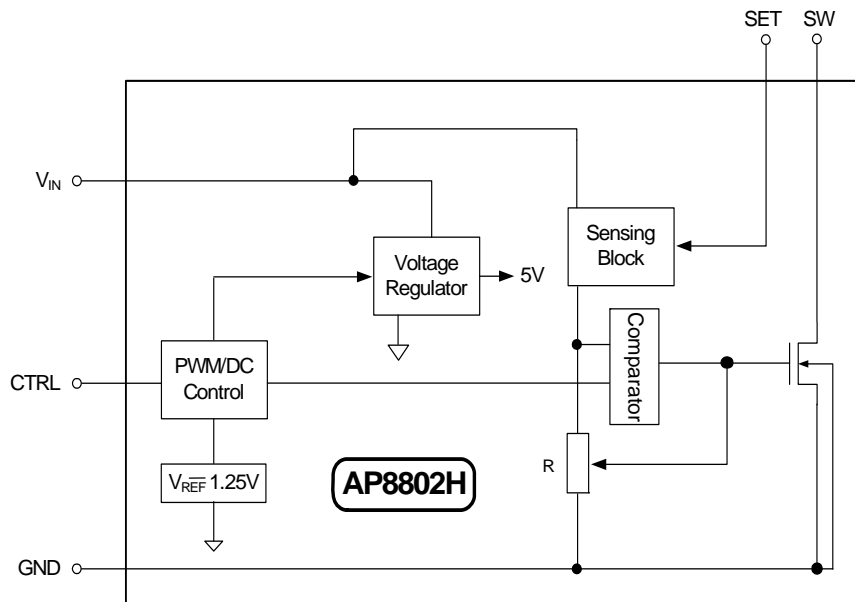 SET SW
VIN
Sensing
Block
Voltage
Regulator
5V
Comparator
PWM/DC
Control
CTRL
VREF= 1.25V
R
AP8802H
GND